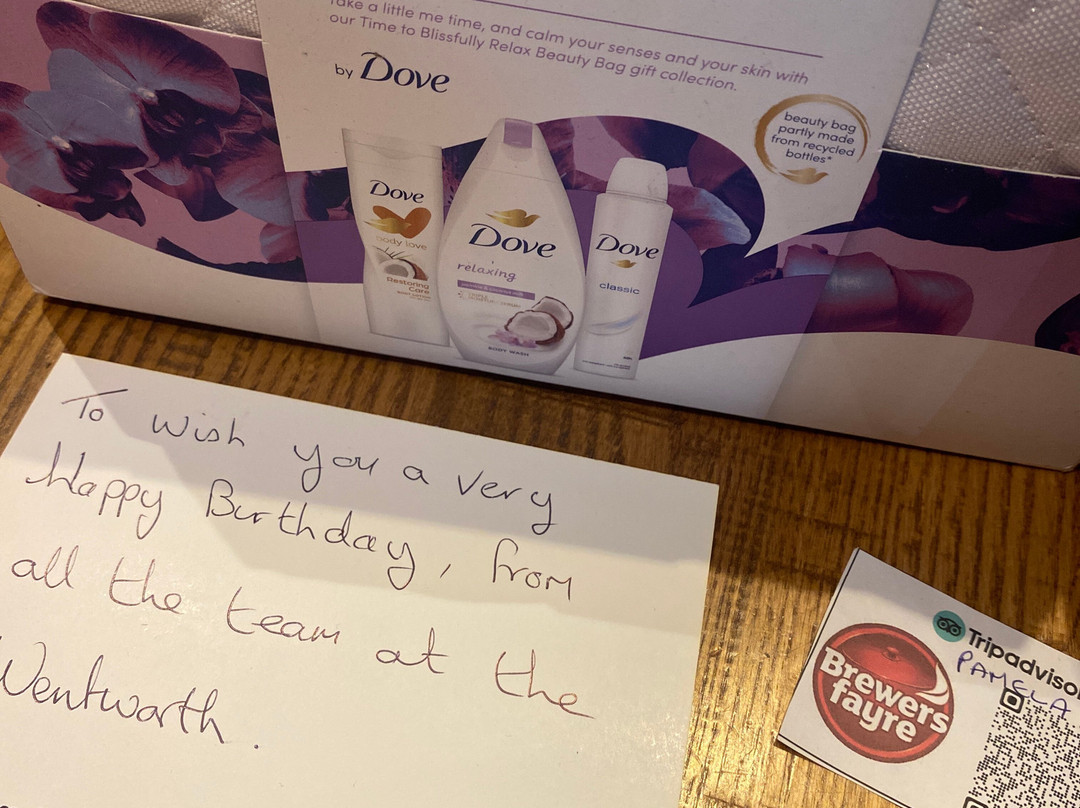 Take a little me time, and calm your senses and your skin with
our Time to Blissfully Relax Beauty Bag gift collection.
by Dove
beauty bag
partly made
from recycled
bottles*
Dove
body love
Restoring
Care
Dove
relaxing
BODY WASH
Dove
classic
To wish you a very
Happy Birthday, from
all the team at the
Wentworth.
Tripadvisor
PAMELA
Brewers
fayre